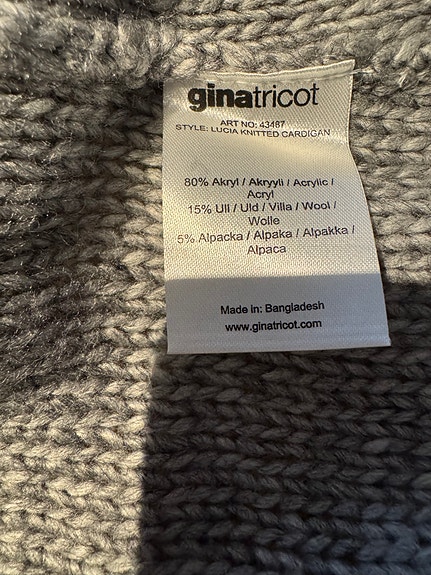 ginatricot
ART NO: 43487
STYLE: LUCIA KNITTED CARDIGAN
80% Akryl / Akryyli / Acrylic /
Acryl
15% Ull / Uld / Villa / Wool /
Wolle
5% Alpacka / Alpaka / Alpakka /
Alpaca
Made in: Bangladesh
www.ginatricot.com